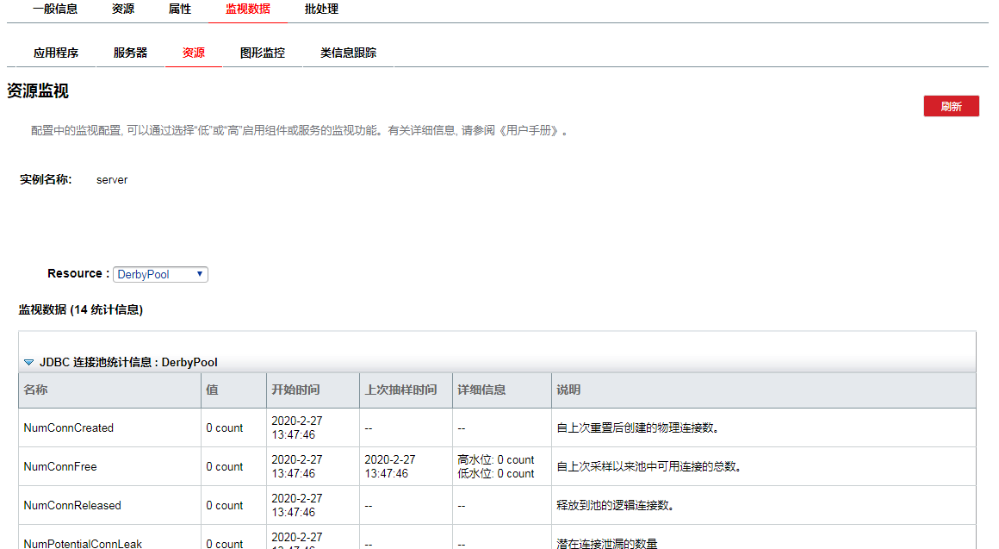 一般信息 资源 属性 监视数据 批处理
应用程序 服务器 资源 图形监控 类信息跟踪
资源监视
刷新
配置中的监视配置, 可以通过选择“低”或“高”启用组件或服务的监视功能。有关详细信息, 请参阅《用户手册》。
实例名称: server
Resource : DerbyPool
监视数据 (14 统计信息)
JDBC 连接池统计信息 : DerbyPool
名称 值 开始时间 上次抽样时间 详细信息 说明
NumConnCreated 0 count 2020-2-27 13:47:46 -- -- 自上次重置后创建的物理连接数。
NumConnFree 0 count 2020-2-27 13:47:46 2020-2-27 13:47:46 高水位: 0 count 低水位: 0 count 自上次采样以来池中可用连接的总数。
NumConnReleased 0 count 2020-2-27 13:47:46 -- -- 释放到池的逻辑连接数。
NumPotentialConnLeak 0 count 2020-2-27 13:47:46 -- -- 潜在连接泄漏的数量